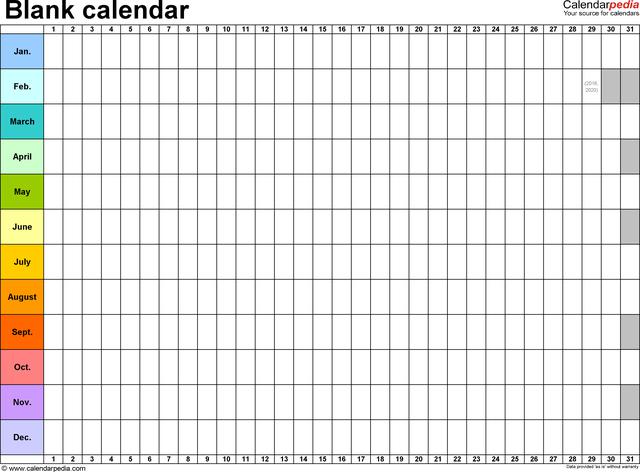 Blank calendar
Calendarpedia
Your source for calendars
1 2 3 4 5 6 7 8 9 10 11 12 13 14 15 16 17 18 19 20 21 22 23 24 25 26 27 28 29 30 31
Jan.
Feb.
(2016,
2020)
March
April
May
June
July
August
Sept.
Oct.
Nov.
Dec.
1 2 3 4 5 6 7 8 9 10 11 12 13 14 15 16 17 18 19 20 21 22 23 24 25 26 27 28 29 30 31
© www.calendarpedia.com
Data provided 'as is' without warranty